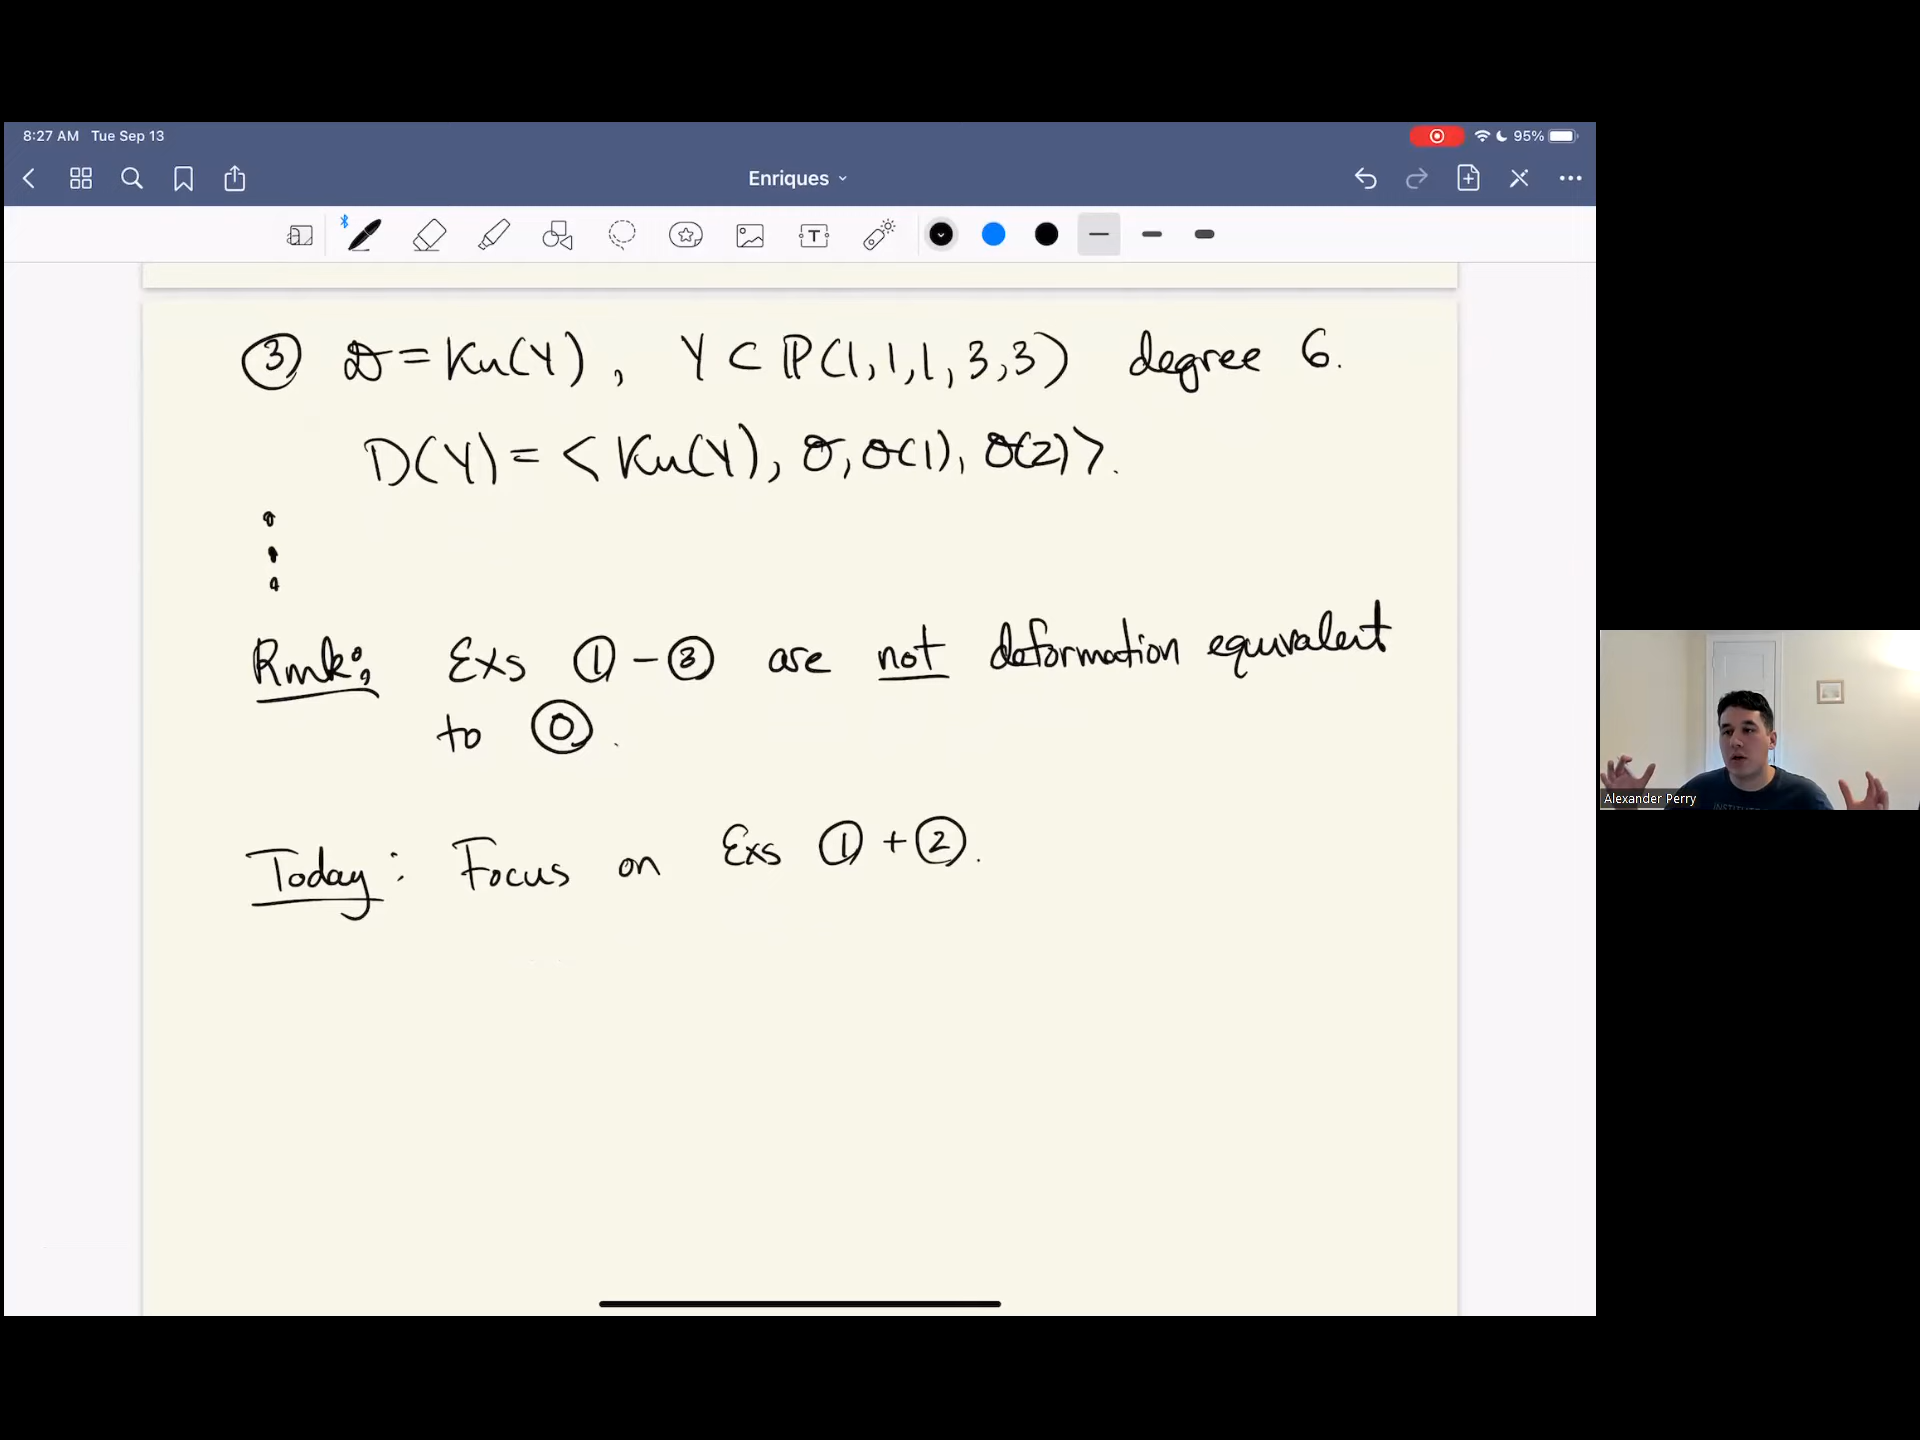 8:27 AM Tue Sep 13
95%
Enriques
T
③ 𝒟 = Ku(Y), Y ⊂ ℙ(1,1,1,3,3) degree 6.
D(Y) = < Ku(Y), 𝒪, 𝒪(1), 𝒪(2) >.
Rmk: Exs ① – ③ are not deformation equivalent
to ⓪.
Today: Focus on Exs ① + ②.
Alexander Perry